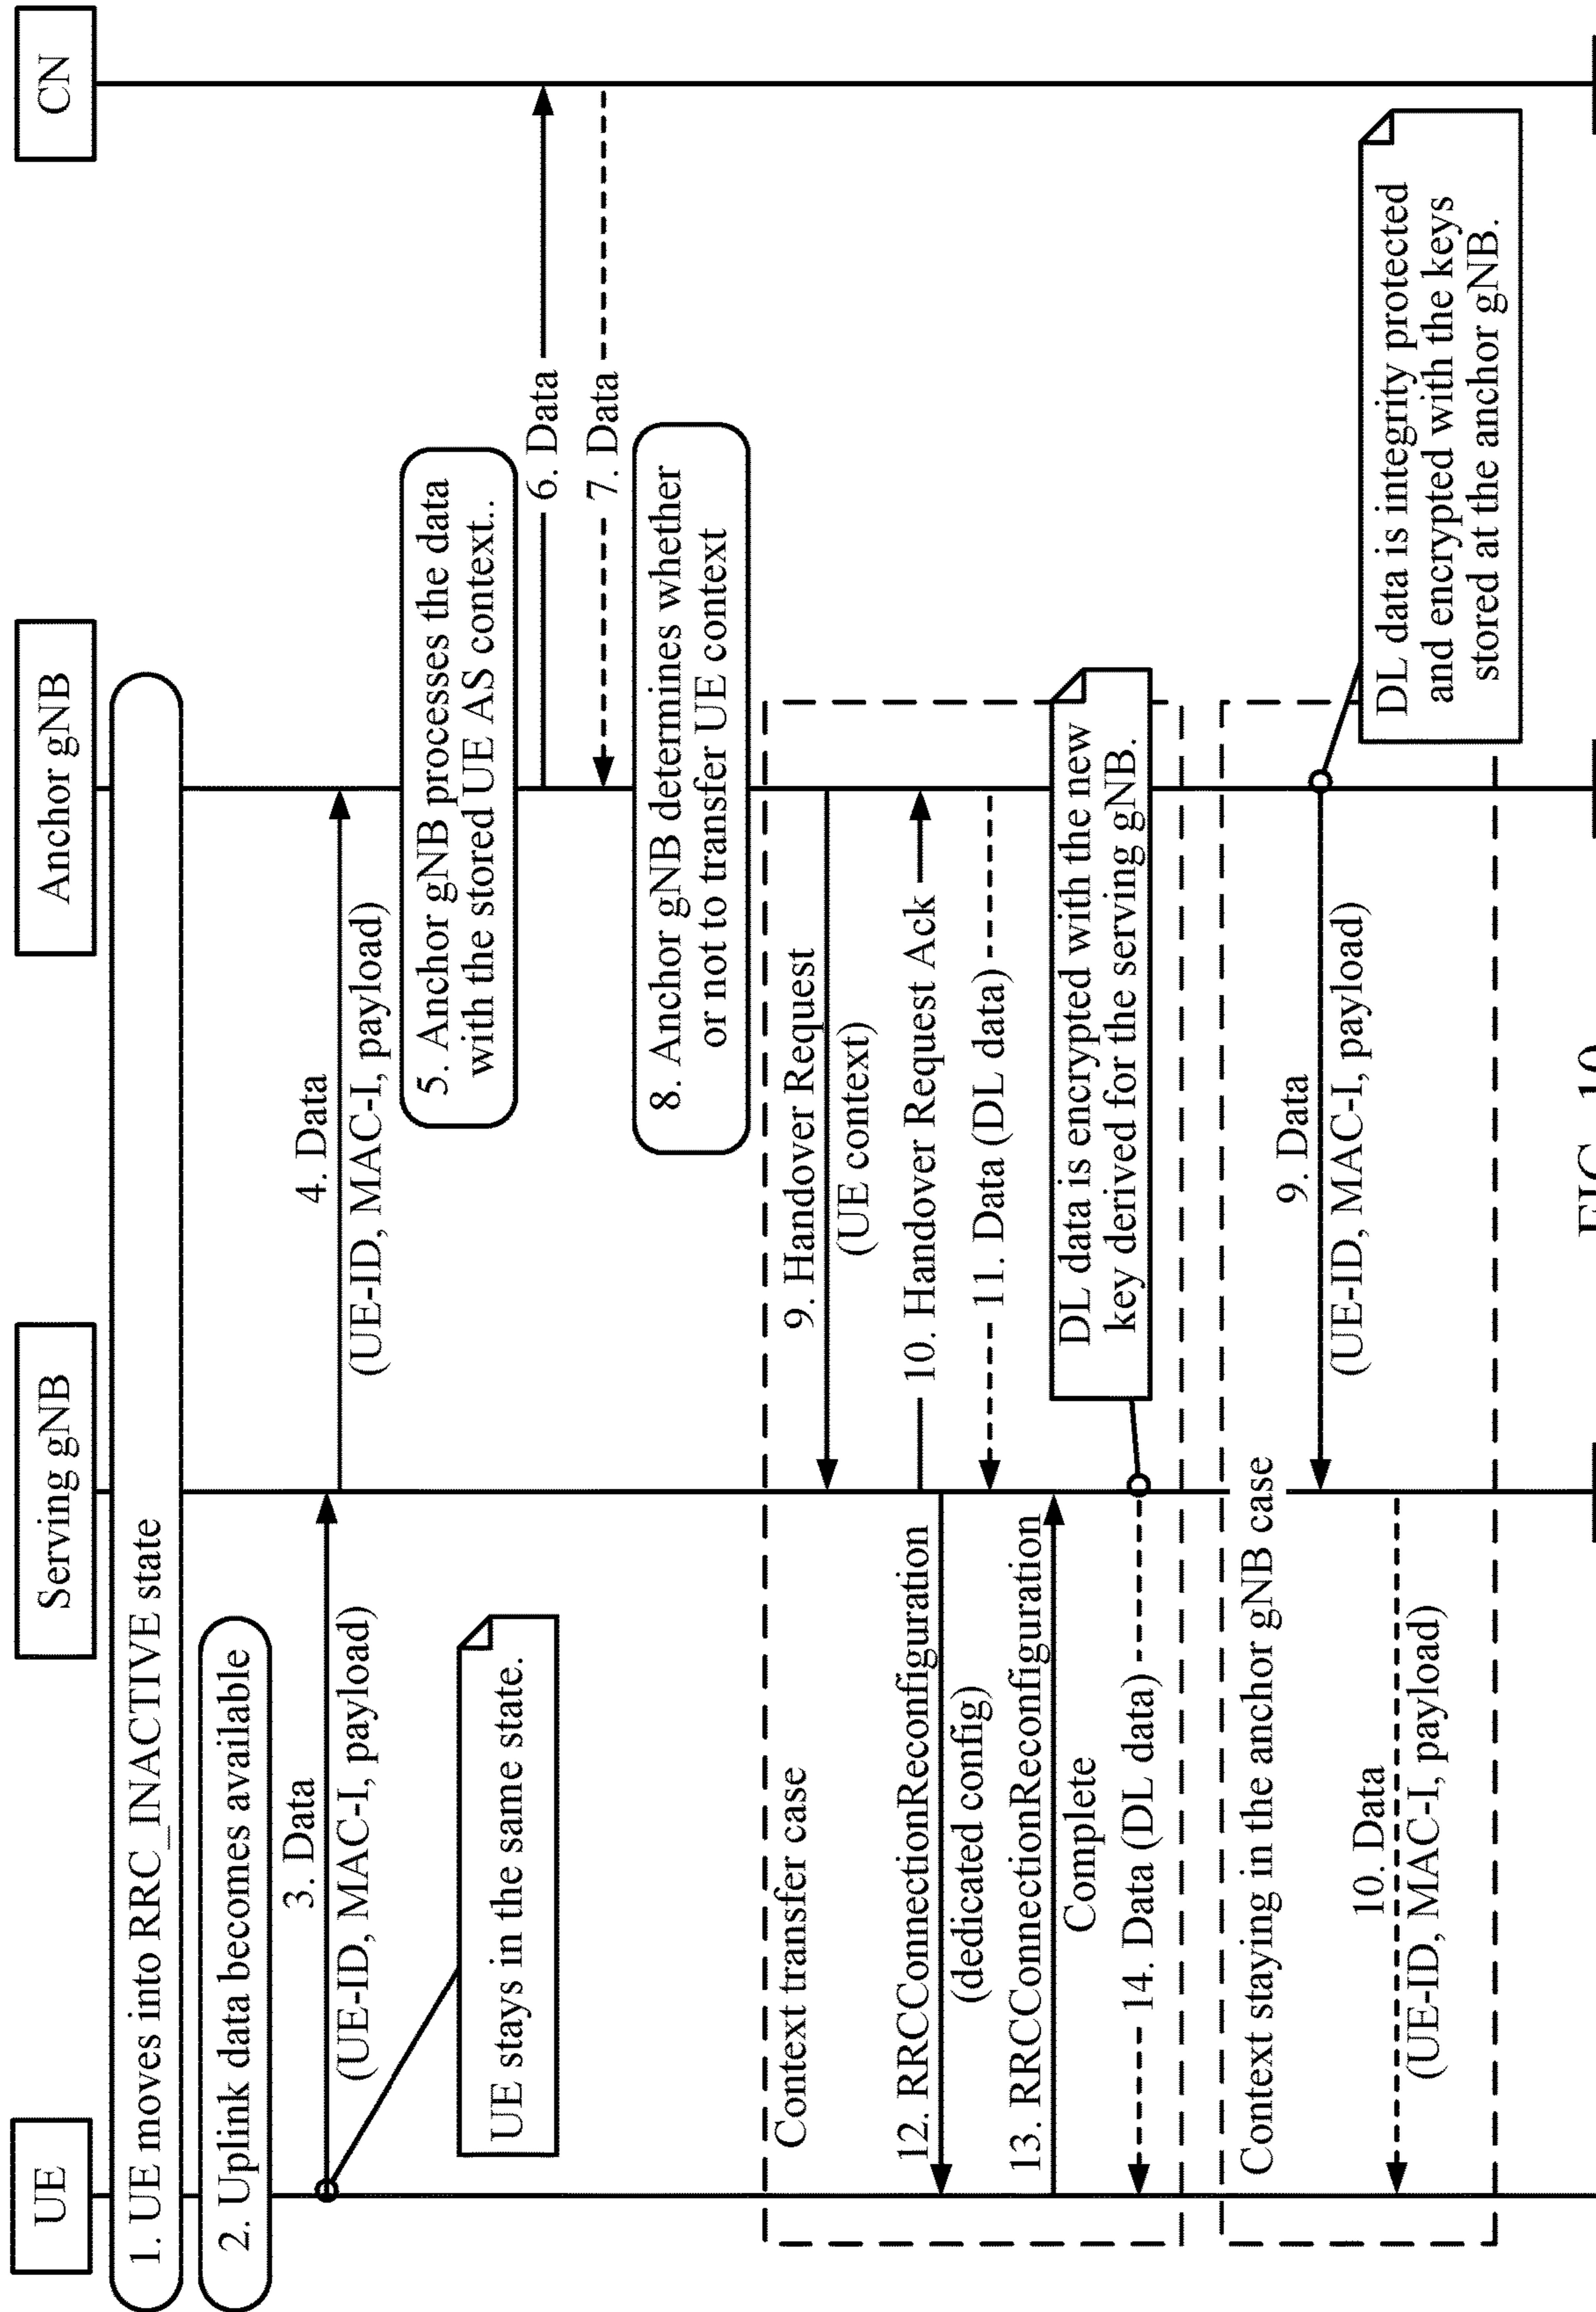 UE
Serving gNB
Anchor gNB
CN
1. UE moves into RRC_INACTIVE state
2. Uplink data becomes available
3. Data
(UE-ID, MAC-I, payload)
UE stays in the same state.
4. Data
(UE-ID, MAC-I, payload)
5. Anchor gNB processes the data
with the stored UE AS context..
6. Data
7. Data
8. Anchor gNB determines whether
or not to transfer UE context
Context transfer case
9. Handover Request
(UE context)
10. Handover Request Ack
11. Data (DL data)
12. RRCConnectionReconfiguration
(dedicated config)
13. RRCConnectionReconfiguration
Complete
14. Data (DL data)
DL data is encrypted with the new
key derived for the serving gNB.
Context staying in the anchor gNB case
9. Data
(UE-ID, MAC-I, payload)
DL data is integrity protected
and encrypted with the keys
stored at the anchor gNB.
10. Data
(UE-ID, MAC-I, payload)
FIG. 10